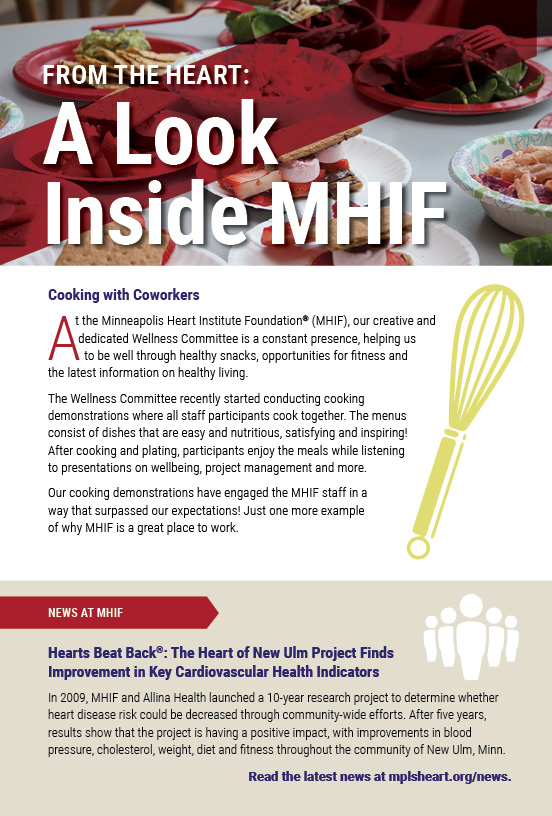 FROM THE HEART:
A Look
Inside MHIF
Cooking with Coworkers
At the Minneapolis Heart Institute Foundation® (MHIF), our creative and
dedicated Wellness Committee is a constant presence, helping us
to be well through healthy snacks, opportunities for fitness and
the latest information on healthy living.
The Wellness Committee recently started conducting cooking
demonstrations where all staff participants cook together. The menus
consist of dishes that are easy and nutritious, satisfying and inspiring!
After cooking and plating, participants enjoy the meals while listening
to presentations on wellbeing, project management and more.
Our cooking demonstrations have engaged the MHIF staff in a
way that surpassed our expectations! Just one more example
of why MHIF is a great place to work.
NEWS AT MHIF
Hearts Beat Back®: The Heart of New Ulm Project Finds
Improvement in Key Cardiovascular Health Indicators
In 2009, MHIF and Allina Health launched a 10-year research project to determine whether
heart disease risk could be decreased through community-wide efforts. After five years,
results show that the project is having a positive impact, with improvements in blood
pressure, cholesterol, weight, diet and fitness throughout the community of New Ulm, Minn.
Read the latest news at mplsheart.org/news.